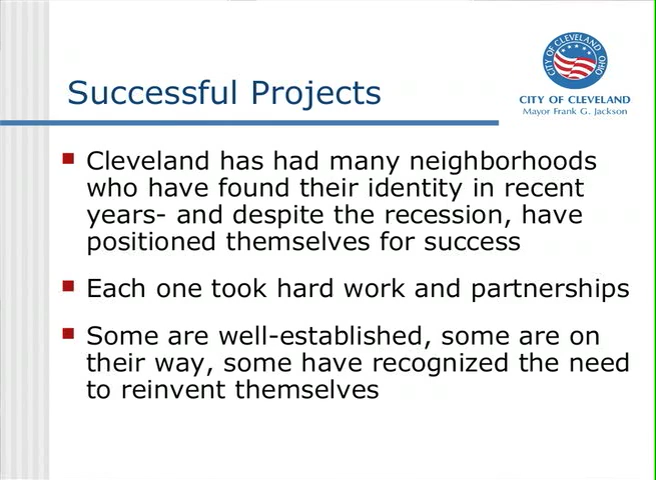 CITY OF CLEVELAND
OHIO
CITY OF CLEVELAND
Mayor Frank G. Jackson
Successful Projects
Cleveland has had many neighborhoods
who have found their identity in recent
years- and despite the recession, have
positioned themselves for success
Each one took hard work and partnerships
Some are well-established, some are on
their way, some have recognized the need
to reinvent themselves